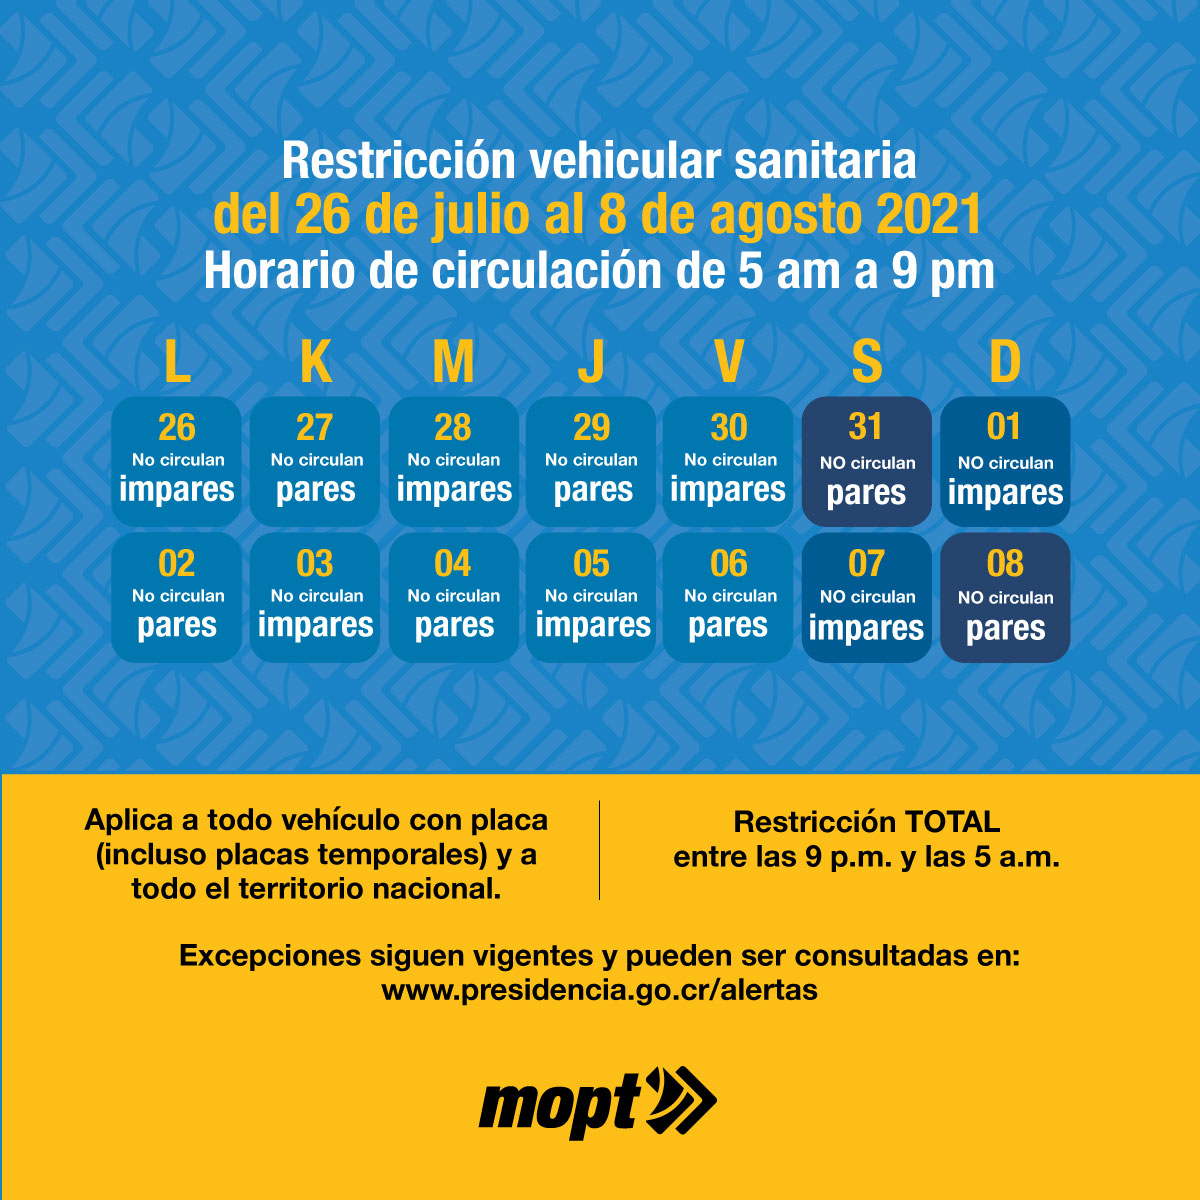 Restricción vehicular sanitaria
del 26 de julio al 8 de agosto 2021
Horario de circulación de 5 am a 9 pm
L K M J V S D
26 27 28 29 30 31 01
No circulan No circulan No circulan No circulan No circulan NO circulan NO circulan
impares pares impares pares impares pares impares
02 03 04 05 06 07 08
No circulan No circulan No circulan No circulan No circulan NO circulan NO circulan
pares impares pares impares pares impares pares
Aplica a todo vehículo con placa
(incluso placas temporales) y a
todo el territorio nacional.
Restricción TOTAL
entre las 9 p.m. y las 5 a.m.
Excepciones siguen vigentes y pueden ser consultadas en:
www.presidencia.go.cr/alertas
mopt